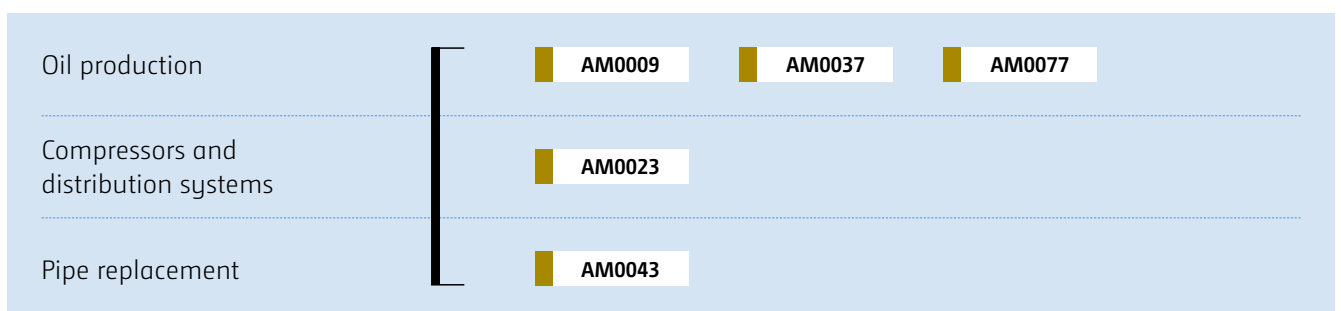 Oil production
AM0009 AM0037 AM0077
Compressors and
distribution systems
AM0023
Pipe replacement
AM0043